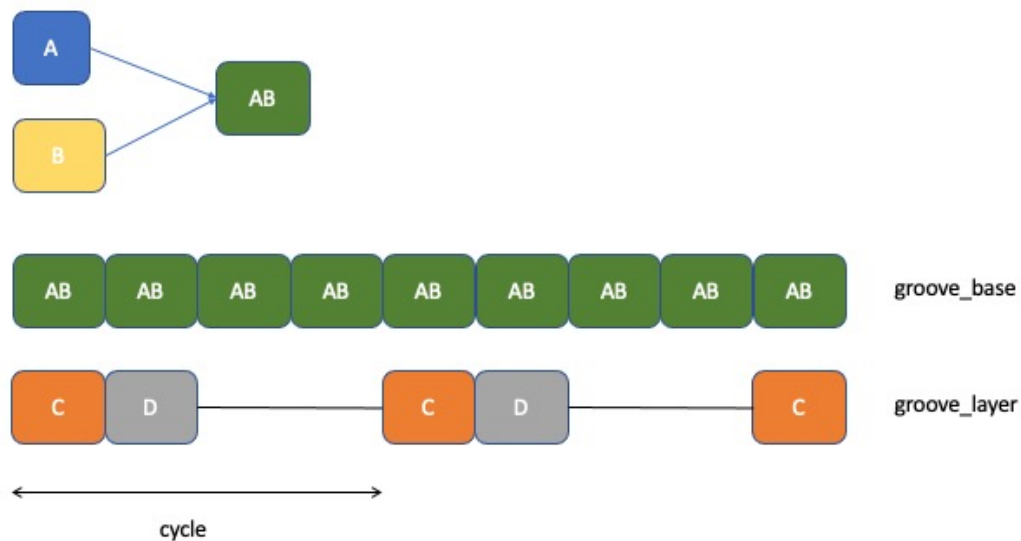 A
AB
B
AB AB AB AB AB AB AB AB AB groove_base
C D C D C groove_layer
cycle